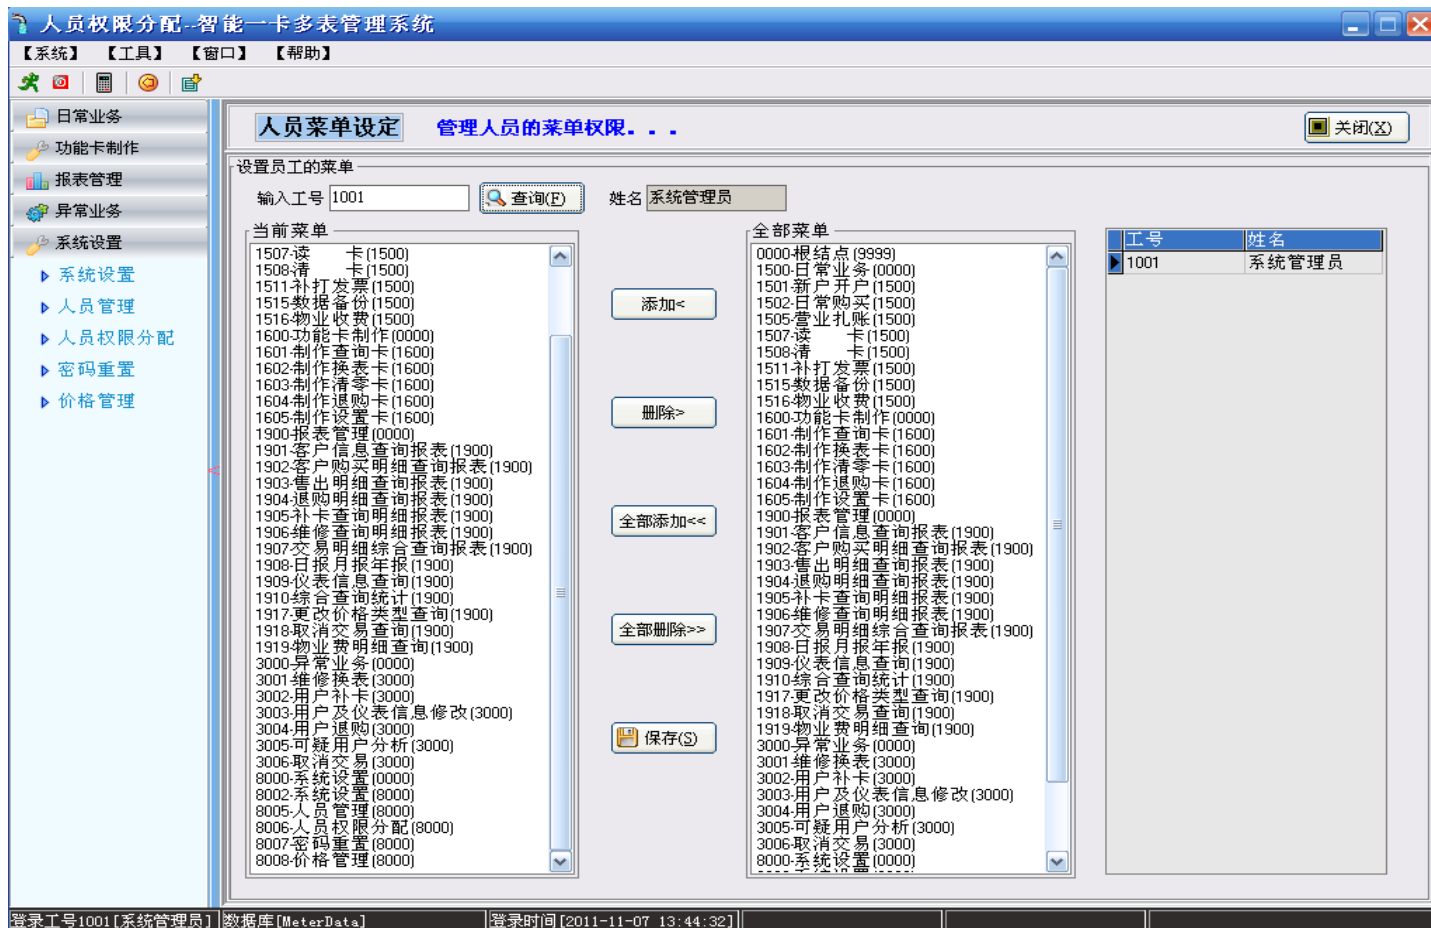 人员权限分配--智能一卡多表管理系统
【系统】 【工具】 【窗口】 【帮助】
日常业务
功能卡制作
报表管理
异常业务
系统设置
系统设置
人员管理
人员权限分配
密码重置
价格管理
人员菜单设定 管理人员的菜单权限...
关闭(X)
设置员工的菜单
输入工号 1001 查询(F) 姓名 系统管理员
当前菜单
1507-读 卡(1500)
1508-清 卡(1500)
1511-补打发票(1500)
1515-数据备份(1500)
1516-物业收费(1500)
1600-功能卡制作(0000)
1601-制作查询卡(1600)
1602-制作换表卡(1600)
1603-制作清零卡(1600)
1604-制作退购卡(1600)
1605-制作设置卡(1600)
1900-报表管理(0000)
1901-客户信息查询报表(1900)
1902-客户购买明细查询报表(1900)
1903-售出明细查询报表(1900)
1904-退购明细查询报表(1900)
1905-补卡查询明细报表(1900)
1906-维修查询明细报表(1900)
1907-交易明细综合查询报表(1900)
1908-日报月报年报(1900)
1909-仪表信息查询(1900)
1910-综合查询统计(1900)
1917-更改价格类型查询(1900)
1918-取消交易查询(1900)
1919-物业费明细查询(1900)
3000-异常业务(0000)
3001-维修换表(3000)
3002-用户补卡(3000)
3003-用户及仪表信息修改(3000)
3004-用户退购(3000)
3005-可疑用户分析(3000)
3006-取消交易(3000)
8000-系统设置(0000)
8002-系统设置(8000)
8005-人员管理(8000)
8006-人员权限分配(8000)
8007-密码重置(8000)
8008-价格管理(8000)
添加<
删除>
全部添加<<
全部删除>>
保存(S)
全部菜单
0000-根结点(9999)
1500-日常业务(0000)
1501-新户开户(1500)
1502-日常购买(1500)
1505-营业扎账(1500)
1507-读 卡(1500)
1508-清 卡(1500)
1511-补打发票(1500)
1515-数据备份(1500)
1516-物业收费(1500)
1600-功能卡制作(0000)
1601-制作查询卡(1600)
1602-制作换表卡(1600)
1603-制作清零卡(1600)
1604-制作退购卡(1600)
1605-制作设置卡(1600)
1900-报表管理(0000)
1901-客户信息查询报表(1900)
1902-客户购买明细查询报表(1900)
1903-售出明细查询报表(1900)
1904-退购明细查询报表(1900)
1905-补卡查询明细报表(1900)
1906-维修查询明细报表(1900)
1907-交易明细综合查询报表(1900)
1908-日报月报年报(1900)
1909-仪表信息查询(1900)
1910-综合查询统计(1900)
1917-更改价格类型查询(1900)
1918-取消交易查询(1900)
1919-物业费明细查询(1900)
3000-异常业务(0000)
3001-维修换表(3000)
3002-用户补卡(3000)
3003-用户及仪表信息修改(3000)
3004-用户退购(3000)
3005-可疑用户分析(3000)
3006-取消交易(3000)
8000-系统设置(0000)
工号 姓名
1001 系统管理员
登录工号1001[系统管理员] 数据库[MeterData] 登录时间[2011-11-07 13:44:32]